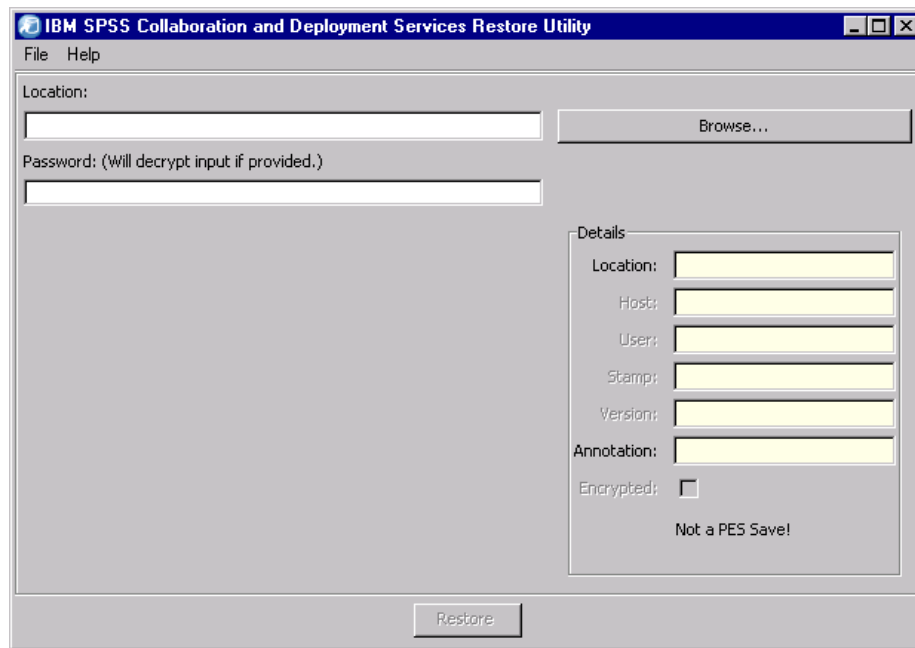 IBM SPSS Collaboration and Deployment Services Restore Utility
File Help
Location:
Browse...
Password: (Will decrypt input if provided.)
Details
Location:
Host:
User:
Stamp:
Version:
Annotation:
Encrypted:
Not a PES Save!
Restore